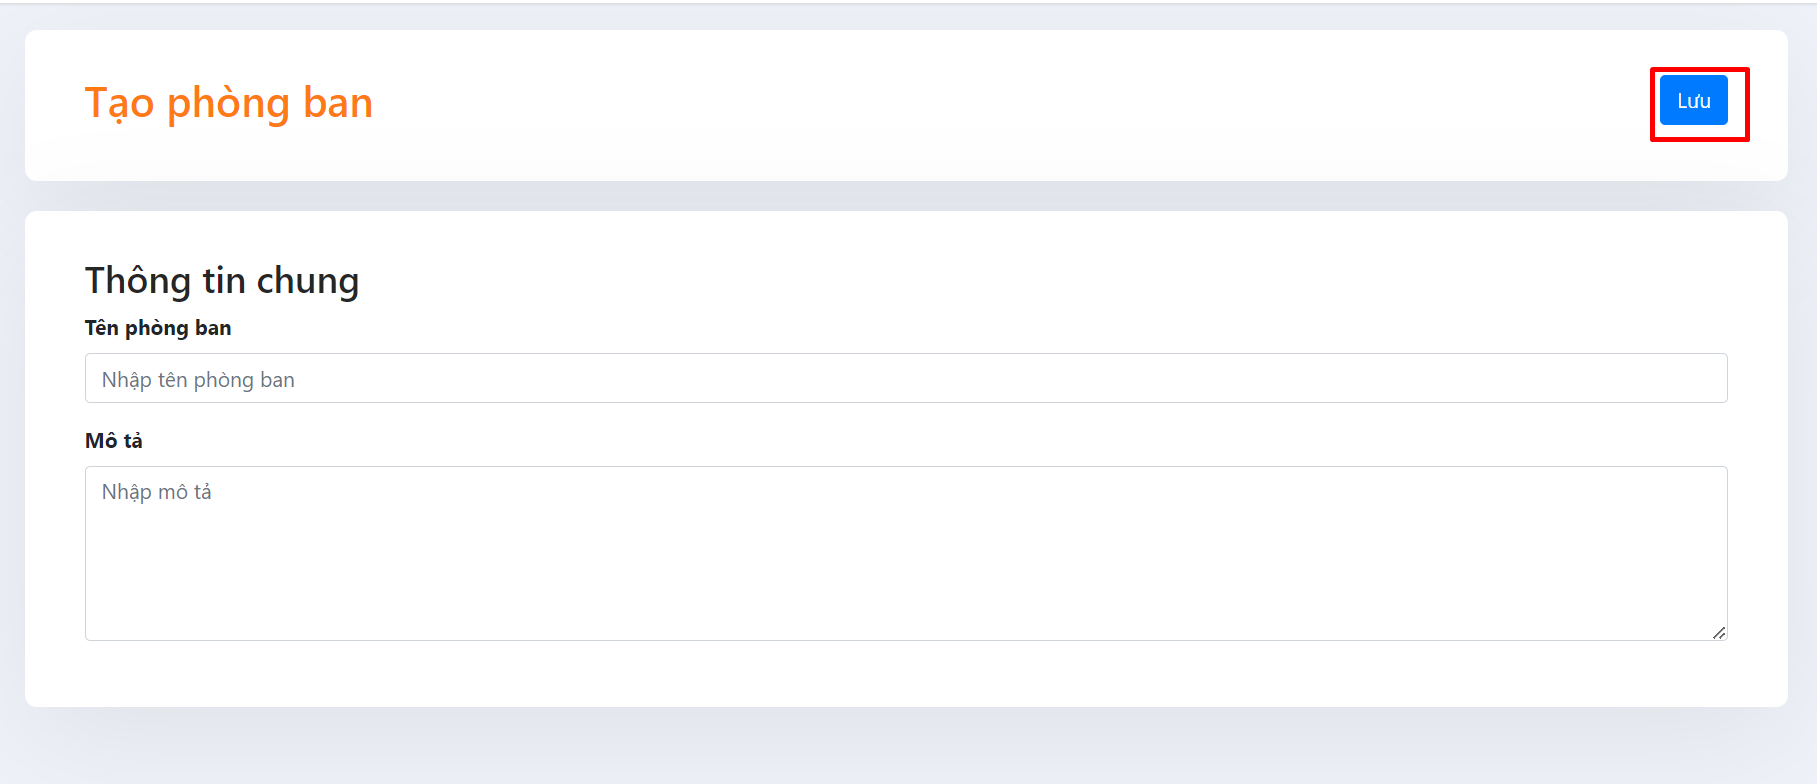 Tạo phòng ban
Lưu
Thông tin chung
Tên phòng ban
Nhập tên phòng ban
Mô tả
Nhập mô tả